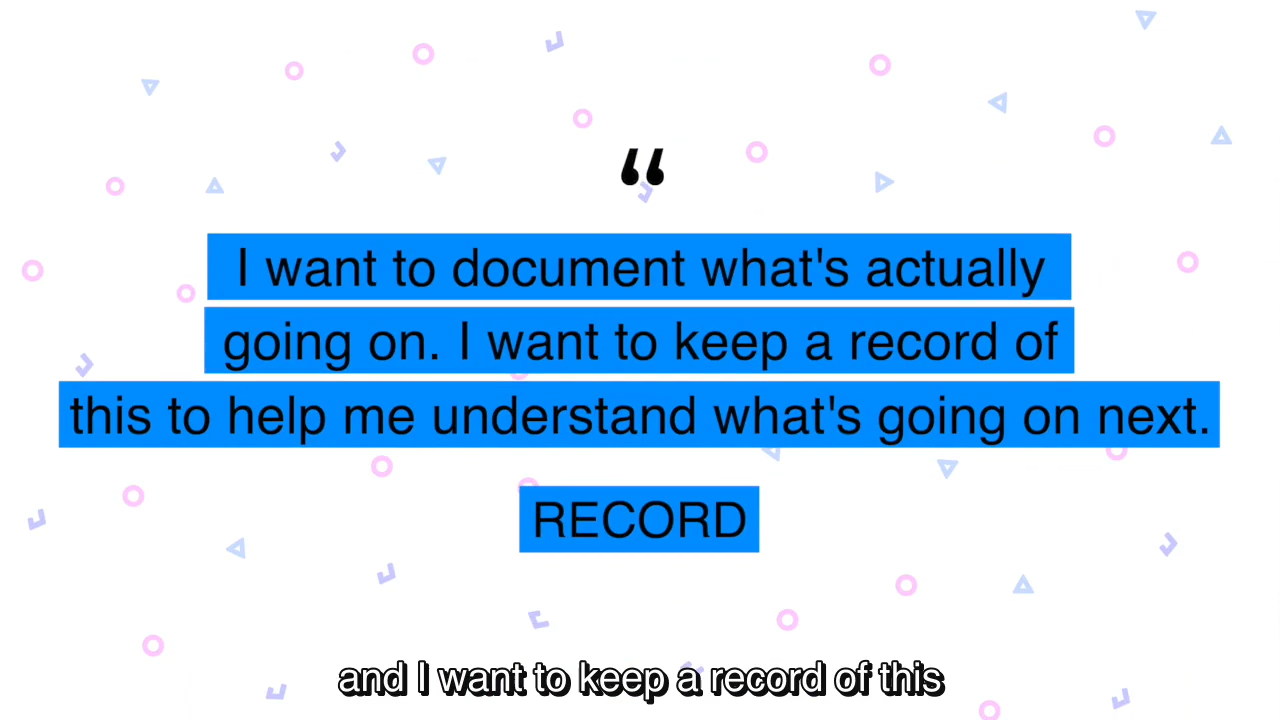 “
I want to document what's actually
going on. I want to keep a record of
this to help me understand what's going on next.
RECORD
and I want to keep a record of this